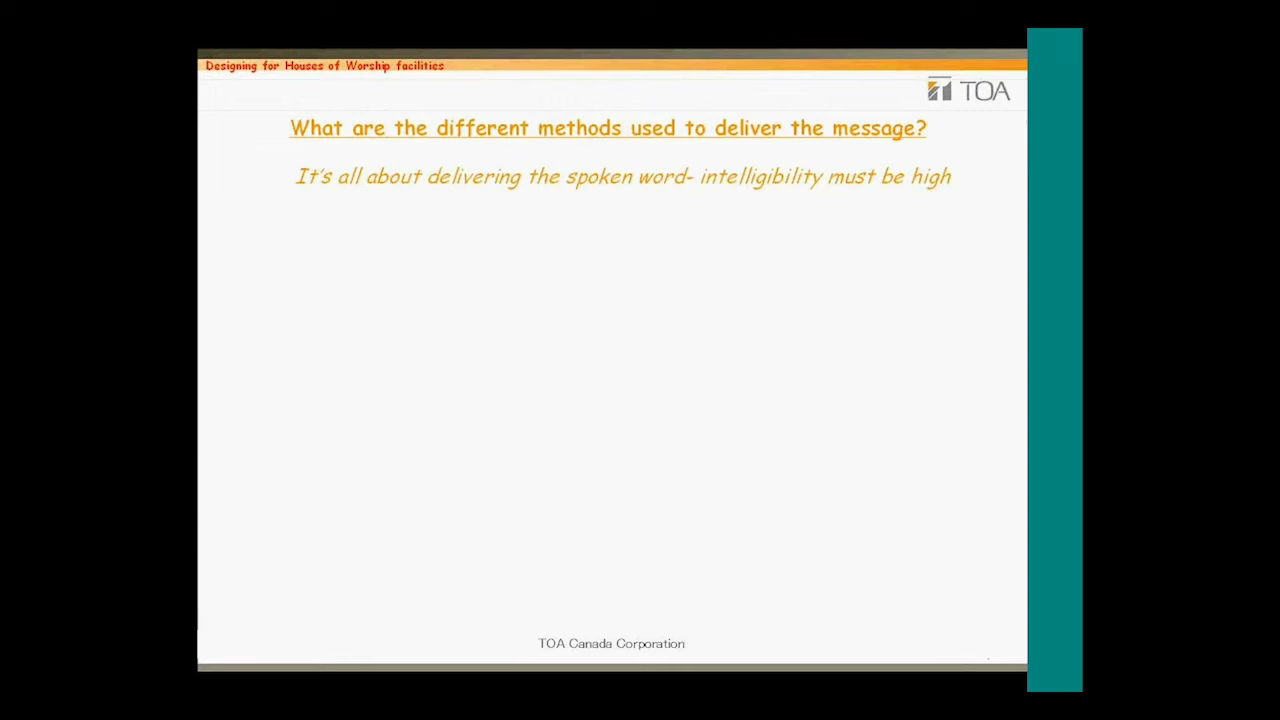 Designing for Houses of Worship facilities
TOA
What are the different methods used to deliver the message?
It's all about delivering the spoken word- intelligibility must be high
TOA Canada Corporation